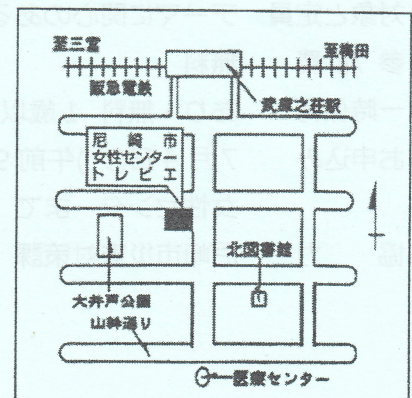 至三宮
至梅田
阪急電鉄
武庫之荘駅
尼崎市
女性センター
トレピエ
北図書館
大井戸公園
山幹通り
医療センター